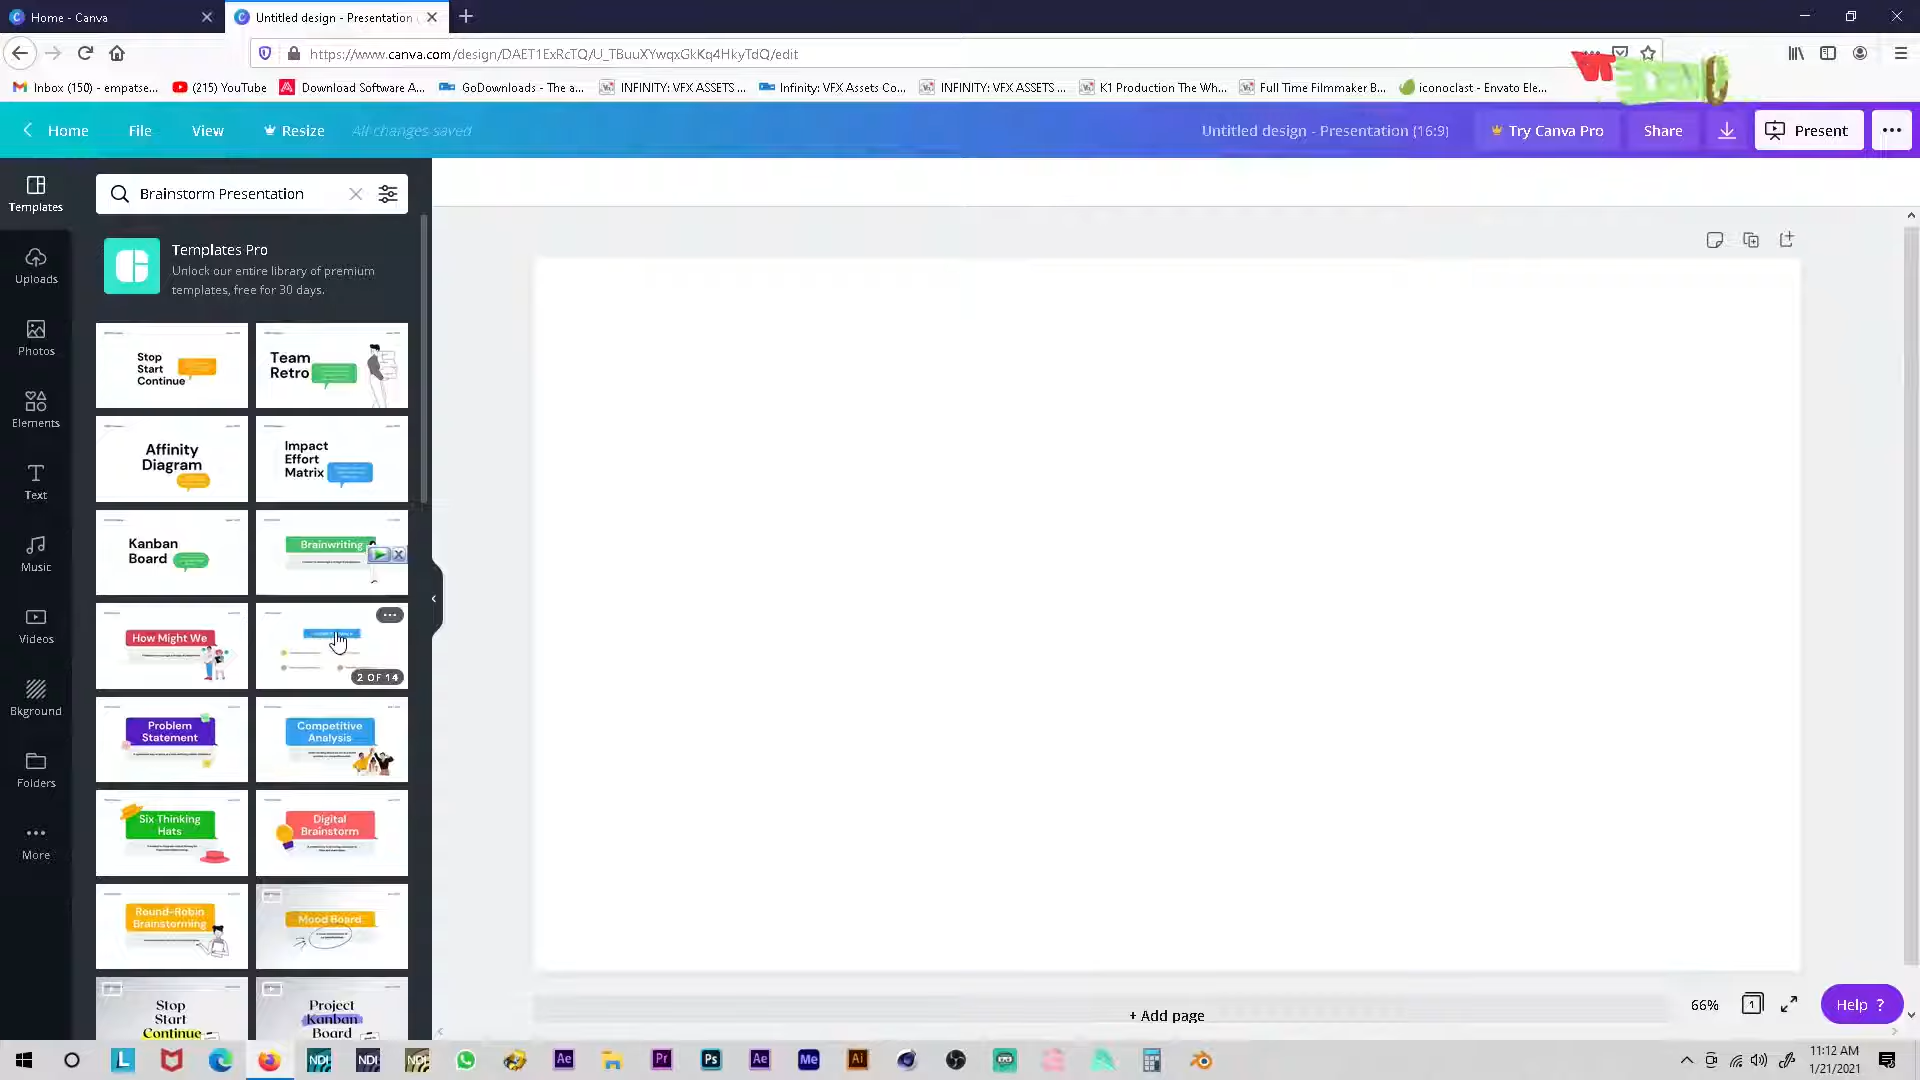 Home - Canva
Untitled design - Presentation
https://www.canva.com/design/DAET1ExRcTQ/U_TBuuXYwqxGkKq4HkyTdQ/edit
Inbox (150) - empatse...
(215) YouTube
Download Software A...
GoDownloads - The a...
INFINITY: VFX ASSETS ...
Infinity: VFX Assets Co...
INFINITY: VFX ASSETS ...
K1 Production The Wh...
Full Time Filmmaker B...
iconoclast - Envato Ele...
Home
File
View
Resize
All changes saved
Untitled design - Presentation (16:9)
Try Canva Pro
Share
Present
Templates
Uploads
Photos
Elements
Text
Music
Videos
Bkground
Folders
More
Brainstorm Presentation
Templates Pro
Unlock our entire library of premium
templates, free for 30 days.
Stop
Start
Continue
Team
Retro
Affinity
Diagram
Impact
Effort
Matrix
Kanban
Board
Brainwriting
How Might We
2 OF 14
Problem
Statement
Competitive
Analysis
Six Thinking
Hats
Digital
Brainstorm
Round-Robin
Brainstorming
Mood Board
Stop
Start
Continue
Project
Kanban
Board
+ Add page
66%
1
Help ?
11:12 AM
1/21/2021